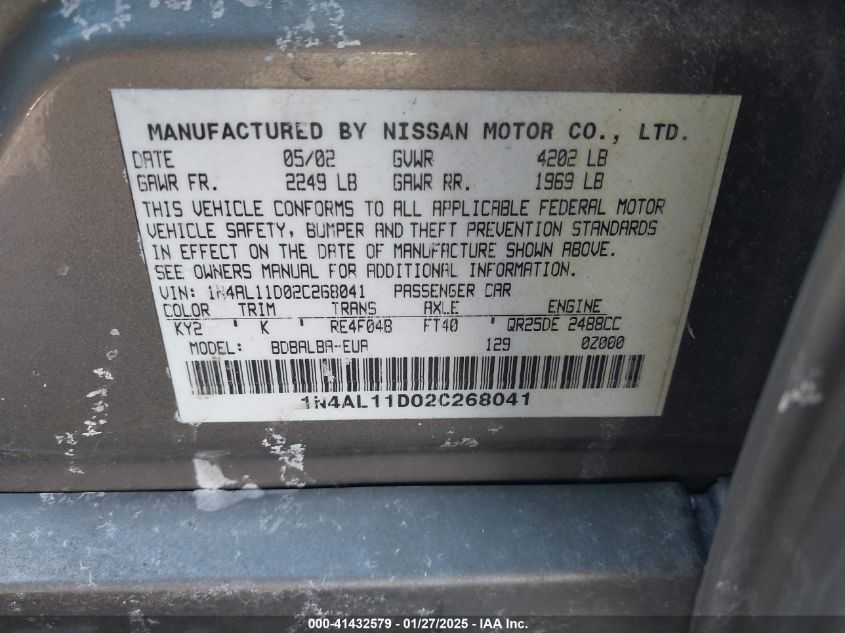 MANUFACTURED BY NISSAN MOTOR CO., LTD.
DATE 05/02 GVWR 4202 LB
GAWR FR. 2249 LB GAWR RR. 1969 LB
THIS VEHICLE CONFORMS TO ALL APPLICABLE FEDERAL MOTOR
VEHICLE SAFETY, BUMPER AND THEFT PREVENTION STANDARDS
IN EFFECT ON THE DATE OF MANUFACTURE SHOWN ABOVE.
SEE OWNERS MANUAL FOR ADDITIONAL INFORMATION.
VIN: 1N4AL11D02C268041 PASSENGER CAR
COLOR TRIM TRANS AXLE ENGINE
KY2 ' K ' RE4F04B FT40 ' QR25DE 2488CC
MODEL: BDBALBA-EUA 129 0Z000
1N4AL11D02C268041
000-41432579 — 01/27/2025 — IAAI.COM